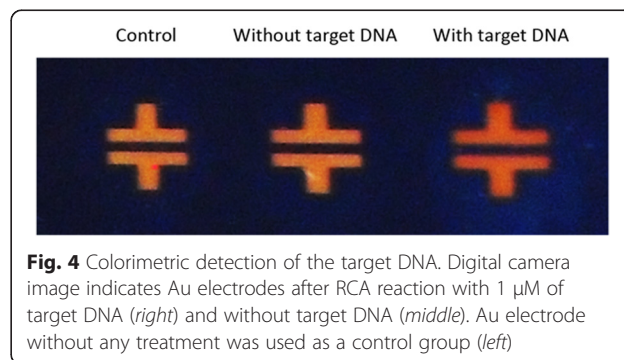 Control Without target DNA With target DNA
Fig. 4 Colorimetric detection of the target DNA. Digital camera
image indicates Au electrodes after RCA reaction with 1 μM of
target DNA (right) and without target DNA (middle). Au electrode
without any treatment was used as a control group (left)